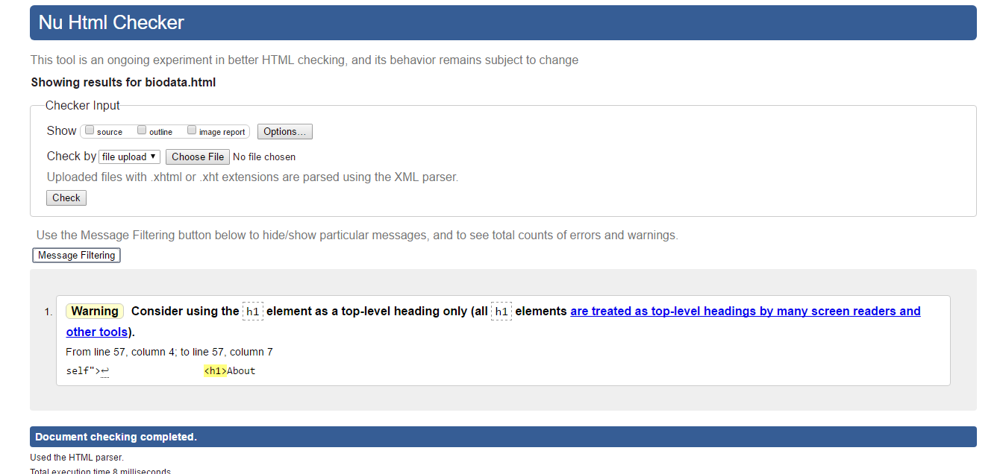 Nu Html Checker
This tool is an ongoing experiment in better HTML checking, and its behavior remains subject to change
Showing results for biodata.html
Checker Input
Show source outline image report Options...
Check by file upload ▼ Choose File No file chosen
Uploaded files with .xhtml or .xht extensions are parsed using the XML parser.
Check
Use the Message Filtering button below to hide/show particular messages, and to see total counts of errors and warnings.
Message Filtering
1. Warning Consider using the h1 element as a top-level heading only (all h1 elements are treated as top-level headings by many screen readers and
other tools).
From line 57, column 4; to line 57, column 7
self">↩ <h1>About
Document checking completed.
Used the HTML parser.
Total execution time 8 milliseconds.